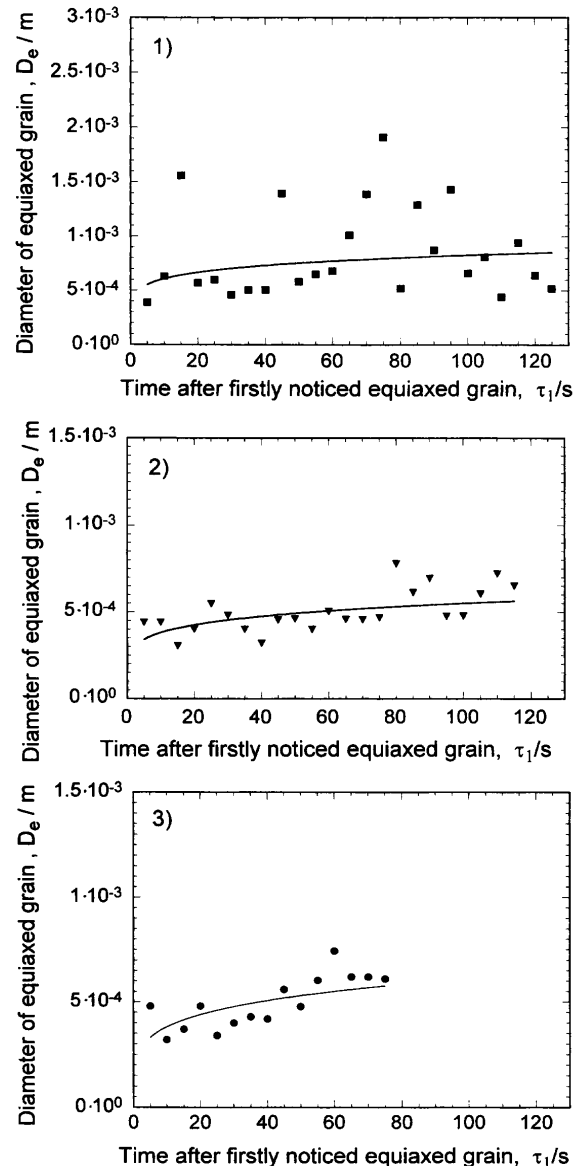 1)
Diameter of equiaxed grain , De / m
3·10-3
2·10-3
2·10-3
1·10-3
1·10-3
5·10-4
0·100
0 20 40 60 80 100 120
Time after firstly noticed equiaxed grain, τ1/s
2)
Diameter of equiaxed grain , De / m
1·10-3
1·10-3
5·10-4
0·100
0 20 40 60 80 100 120
Time after firstly noticed equiaxed grain, τ1/s
3)
Diameter of equiaxed grain , De / m
1·10-3
1·10-3
5·10-4
0·100
0 20 40 60 80 100 120
Time after firstly noticed equiaxed grain, τ1/s